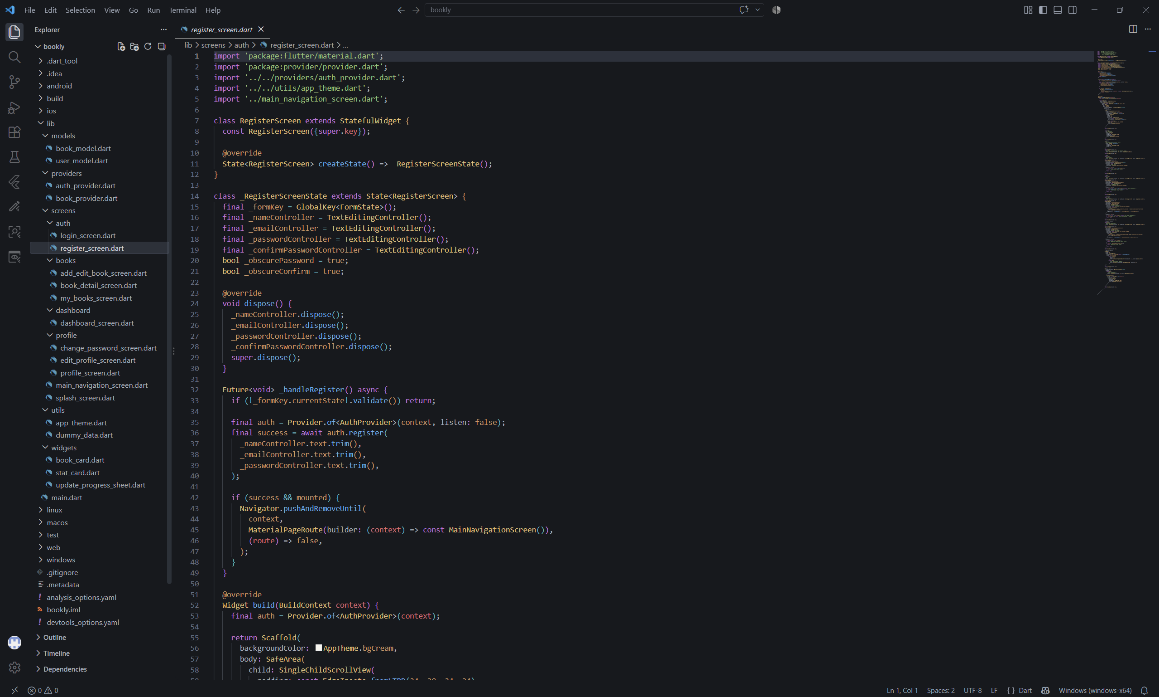 File Edit Selection View Go Run Terminal Help
bookly
Explorer
bookly
.dart_tool
.idea
android
build
ios
lib
models
book_model.dart
user_model.dart
providers
auth_provider.dart
book_provider.dart
screens
auth
login_screen.dart
register_screen.dart
books
add_edit_book_screen.dart
book_detail_screen.dart
my_books_screen.dart
dashboard
dashboard_screen.dart
profile
change_password_screen.dart
edit_profile_screen.dart
profile_screen.dart
main_navigation_screen.dart
splash_screen.dart
utils
app_theme.dart
dummy_data.dart
widgets
book_card.dart
stat_card.dart
update_progress_sheet.dart
main.dart
linux
macos
test
web
windows
.gitignore
.metadata
analysis_options.yaml
bookly.iml
devtools_options.yaml
Outline
Timeline
Dependencies
register_screen.dart
lib > screens > auth > register_screen.dart > ...
1 import 'package:flutter/material.dart';
2 import 'package:provider/provider.dart';
3 import '../../providers/auth_provider.dart';
4 import '../../utils/app_theme.dart';
5 import '../main_navigation_screen.dart';
6
7 class RegisterScreen extends StatefulWidget {
8 const RegisterScreen({super.key});
9
10 @override
11 State<RegisterScreen> createState() => _RegisterScreenState();
12 }
13
14 class _RegisterScreenState extends State<RegisterScreen> {
15 final _formKey = GlobalKey<FormState>();
16 final _nameController = TextEditingController();
17 final _emailController = TextEditingController();
18 final _passwordController = TextEditingController();
19 final _confirmPasswordController = TextEditingController();
20 bool _obscurePassword = true;
21 bool _obscureConfirm = true;
22
23 @override
24 void dispose() {
25 _nameController.dispose();
26 _emailController.dispose();
27 _passwordController.dispose();
28 _confirmPasswordController.dispose();
29 super.dispose();
30 }
31
32 Future<void> _handleRegister() async {
33 if (!_formKey.currentState!.validate()) return;
34
35 final auth = Provider.of<AuthProvider>(context, listen: false);
36 final success = await auth.register(
37 _nameController.text.trim(),
38 _emailController.text.trim(),
39 _passwordController.text.trim(),
40 );
41
42 if (success && mounted) {
43 Navigator.pushAndRemoveUntil(
44 context,
45 MaterialPageRoute(builder: (context) => const MainNavigationScreen()),
46 (route) => false,
47 );
48 }
49 }
50
51 @override
52 Widget build(BuildContext context) {
53 final auth = Provider.of<AuthProvider>(context);
54
55 return Scaffold(
56 backgroundColor: AppTheme.bgCream,
57 body: SafeArea(
58 child: SingleChildScrollView(
0 0
Ln 1, Col 1 Spaces: 2 UTF-8 LF {} Dart Windows (windows-x64)